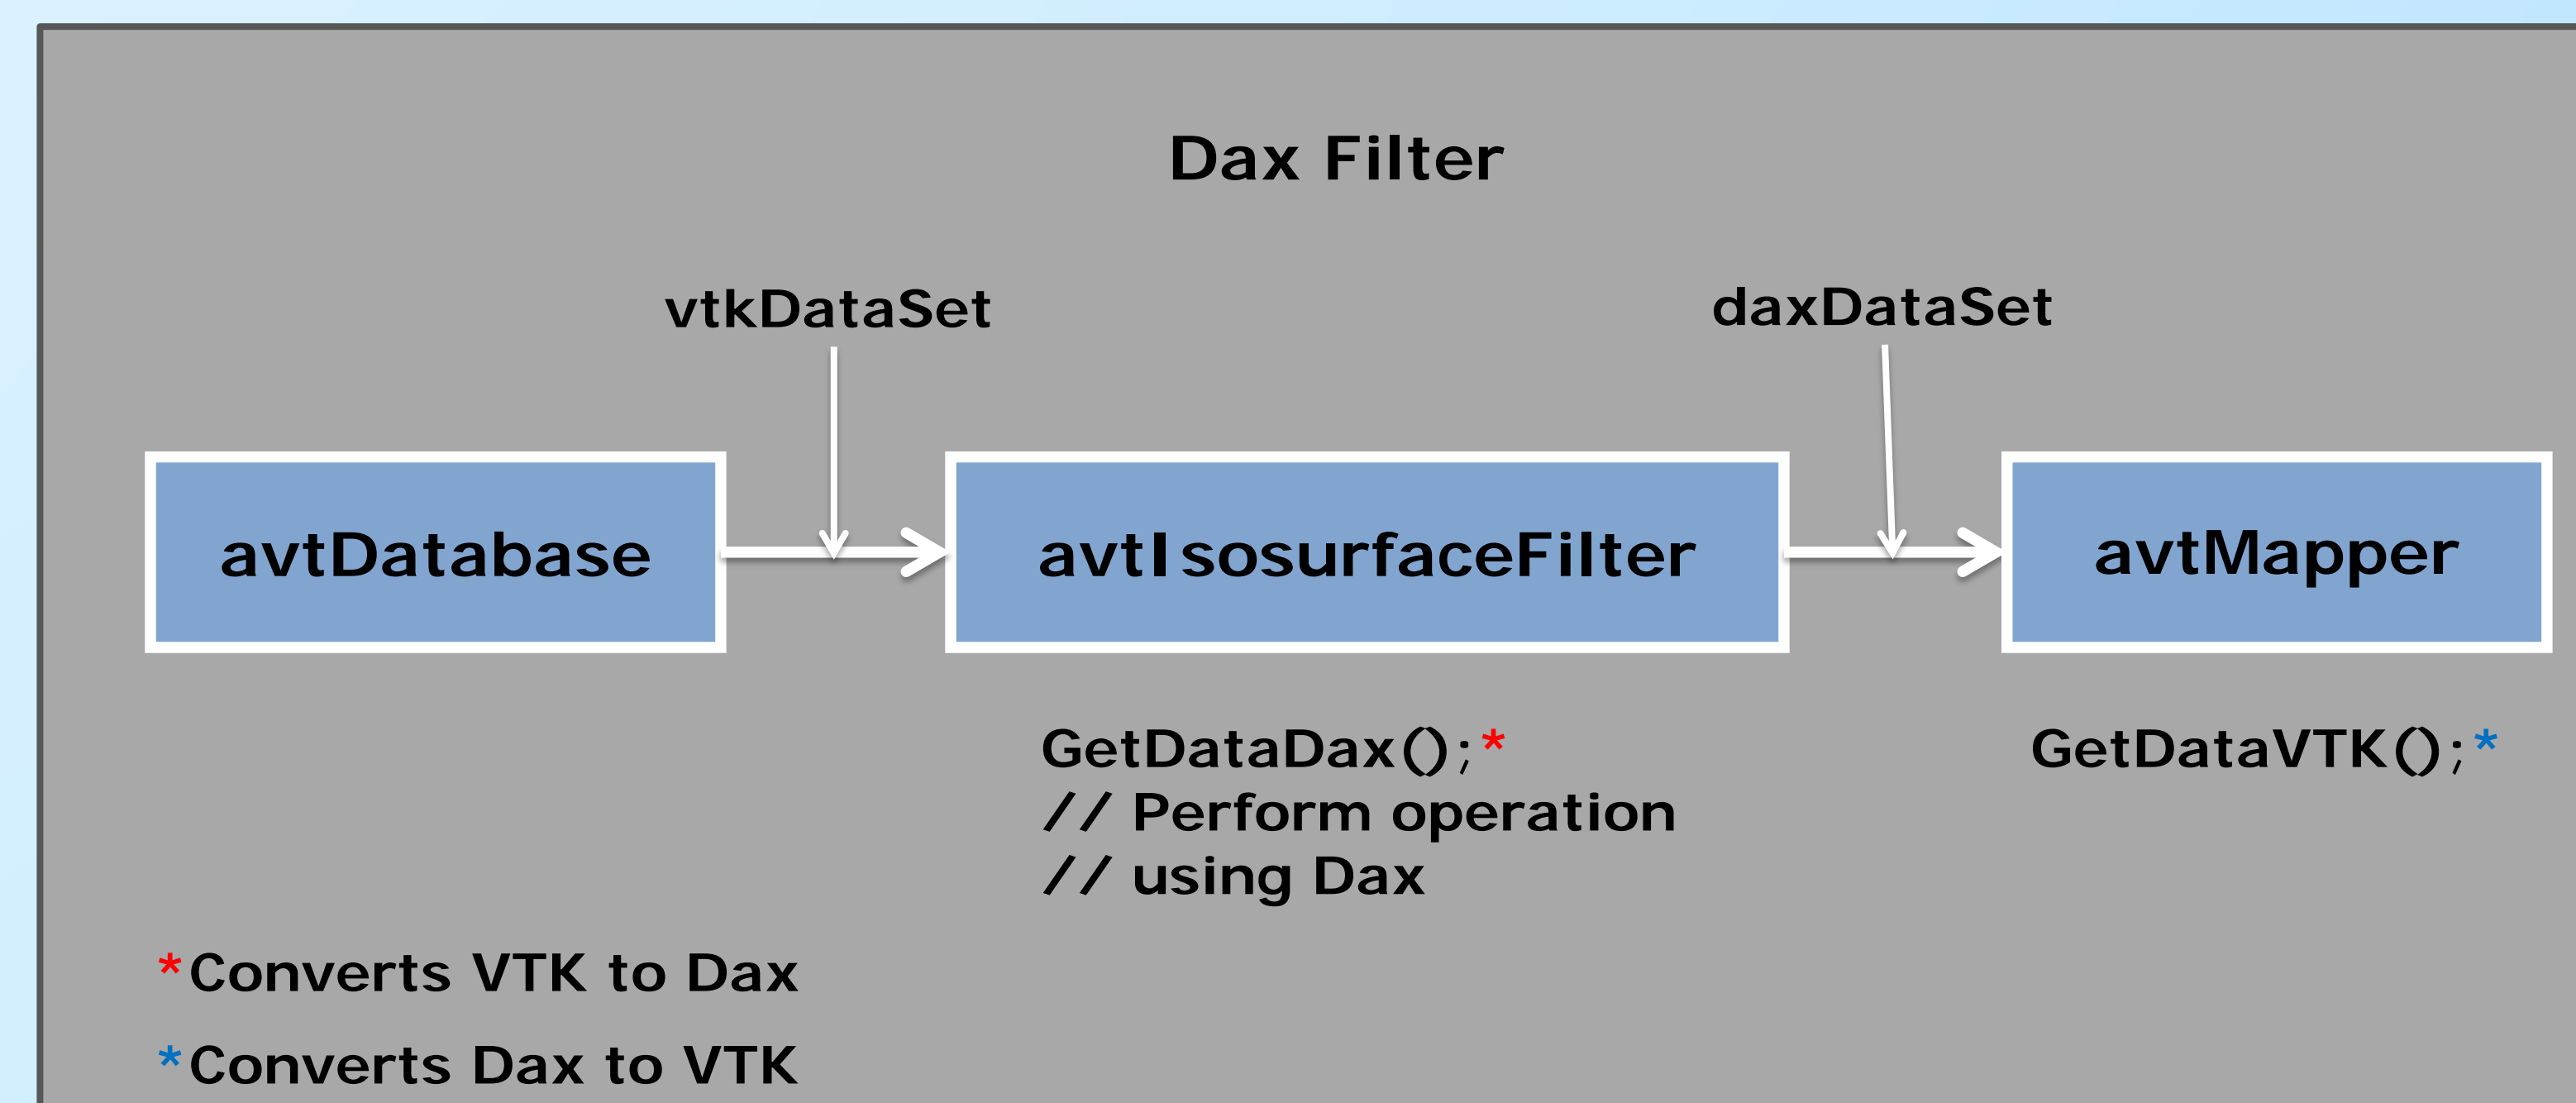 Dax Filter
vtkDataSet
daxDataSet
avtDatabase
avtIsosurfaceFilter
avtMapper
GetDataDax();*
// Perform operation
// using Dax
GetDataVTK();*
*Converts VTK to Dax
*Converts Dax to VTK